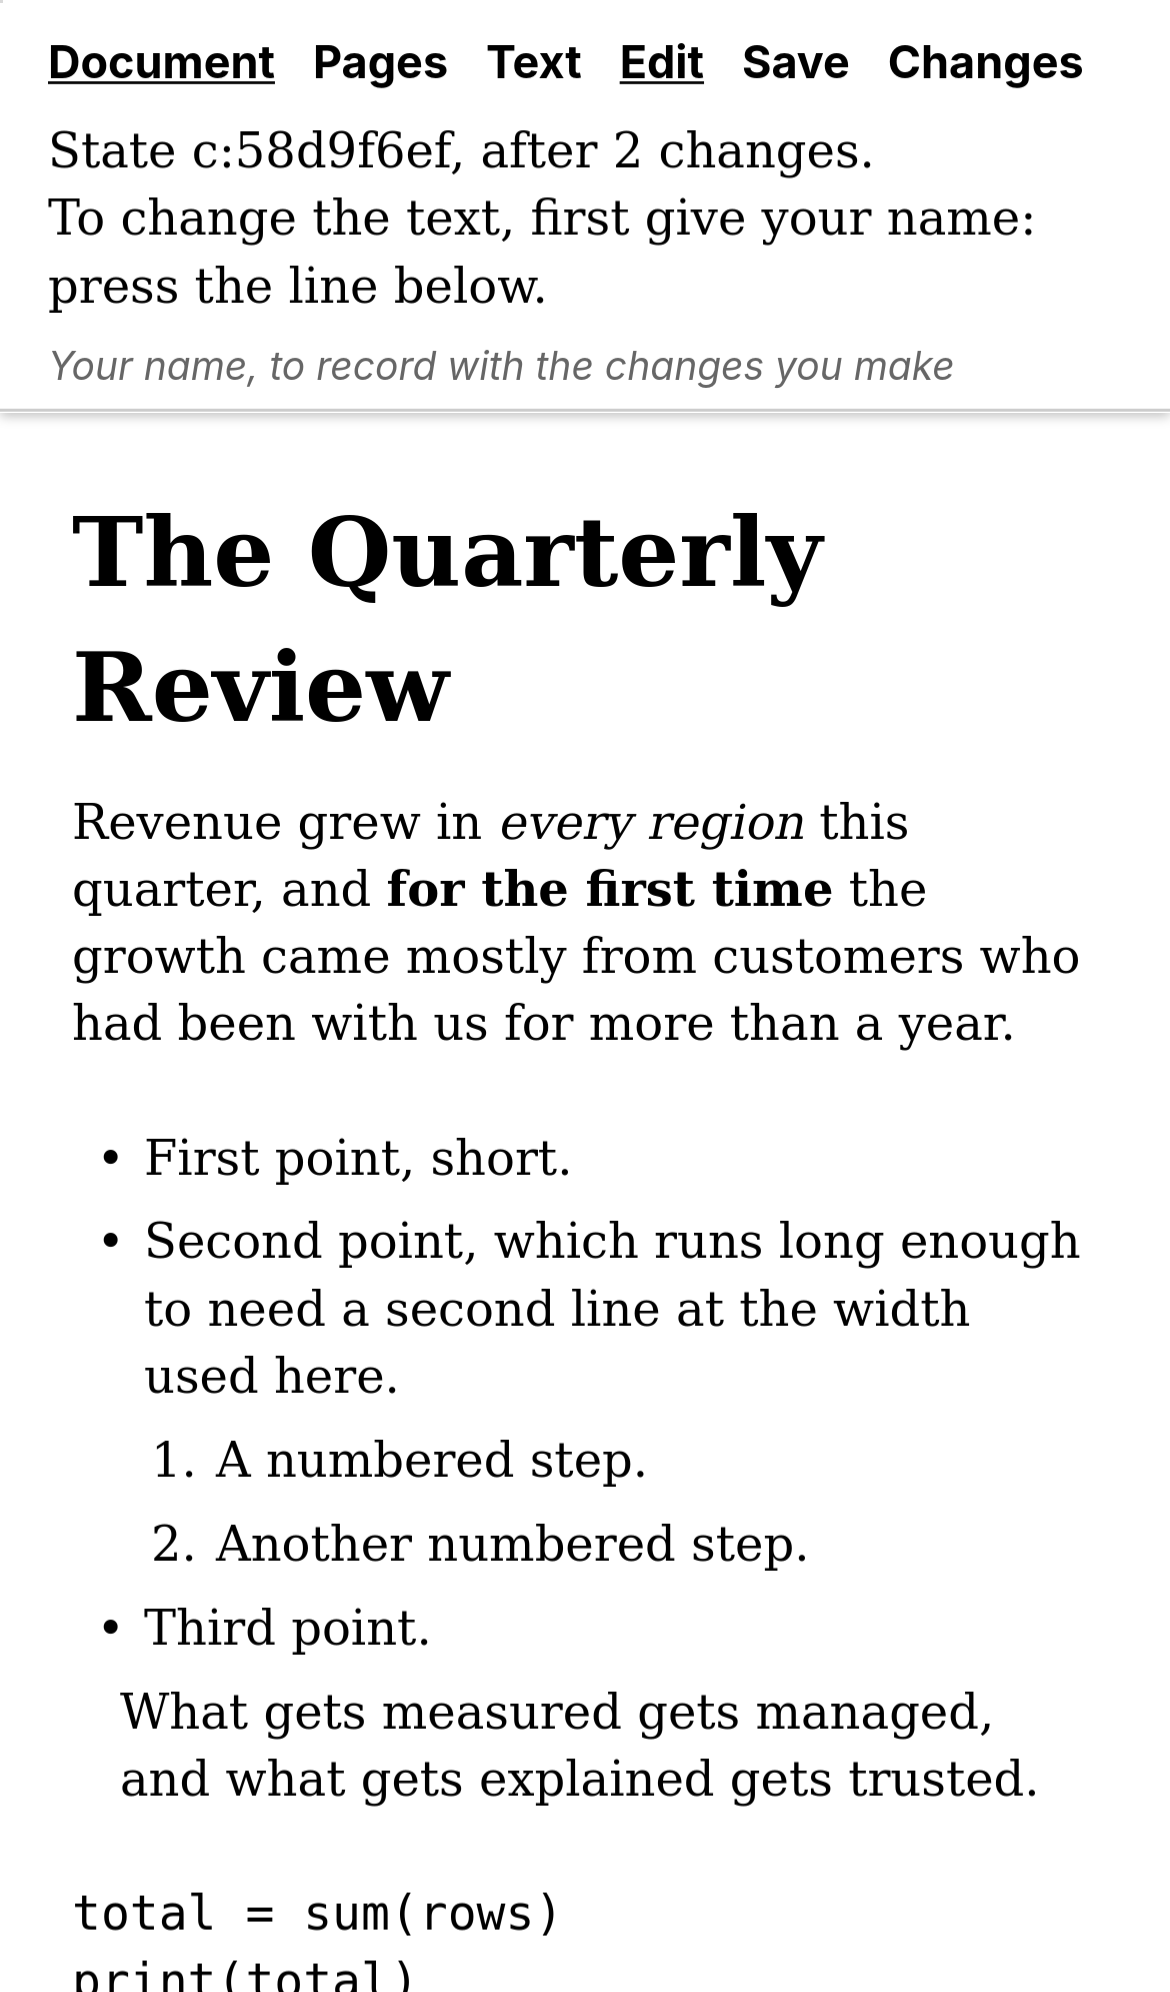 Document Pages Text Edit Save Changes
State c:58d9f6ef, after 2 changes.
To change the text, first give your name:
press the line below.
Your name, to record with the changes you make
The Quarterly
Review
Revenue grew in every region this
quarter, and for the first time the
growth came mostly from customers who
had been with us for more than a year.
• First point, short.
• Second point, which runs long enough
to need a second line at the width
used here.
1. A numbered step.
2. Another numbered step.
• Third point.
What gets measured gets managed,
and what gets explained gets trusted.
total = sum(rows)
print(total)